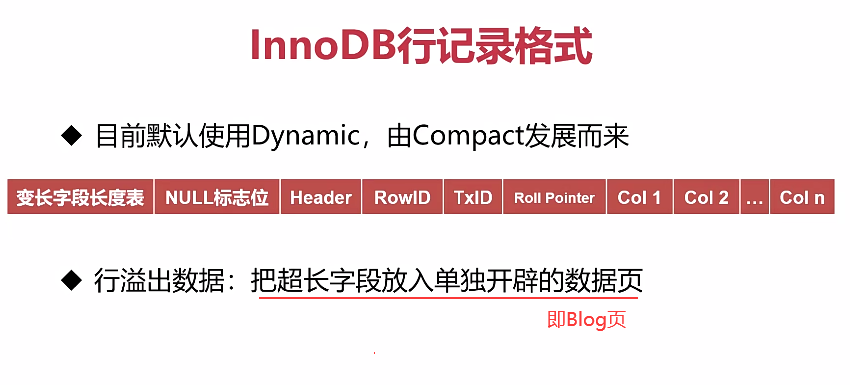 InnoDB行记录格式
◆ 目前默认使用Dynamic，由Compact发展而来
变长字段长度表 NULL标志位 Header RowID TxID Roll Pointer Col 1 Col 2 … Col n
◆ 行溢出数据：把超长字段放入单独开辟的数据页
即Blog页